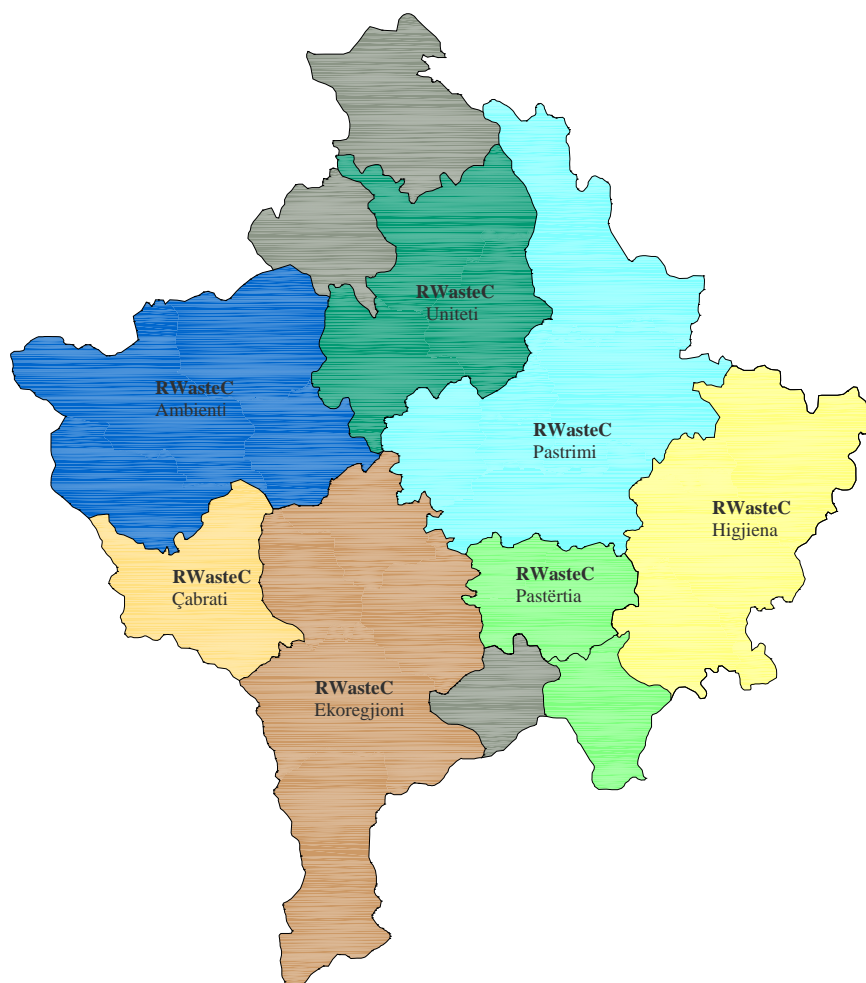 RWasteC
Uniteti
RWasteC
Ambienti
RWasteC
Pastrimi
RWasteC
Higjiena
RWasteC
Çabrati
RWasteC
Pastërtia
RWasteC
Ekoregjioni